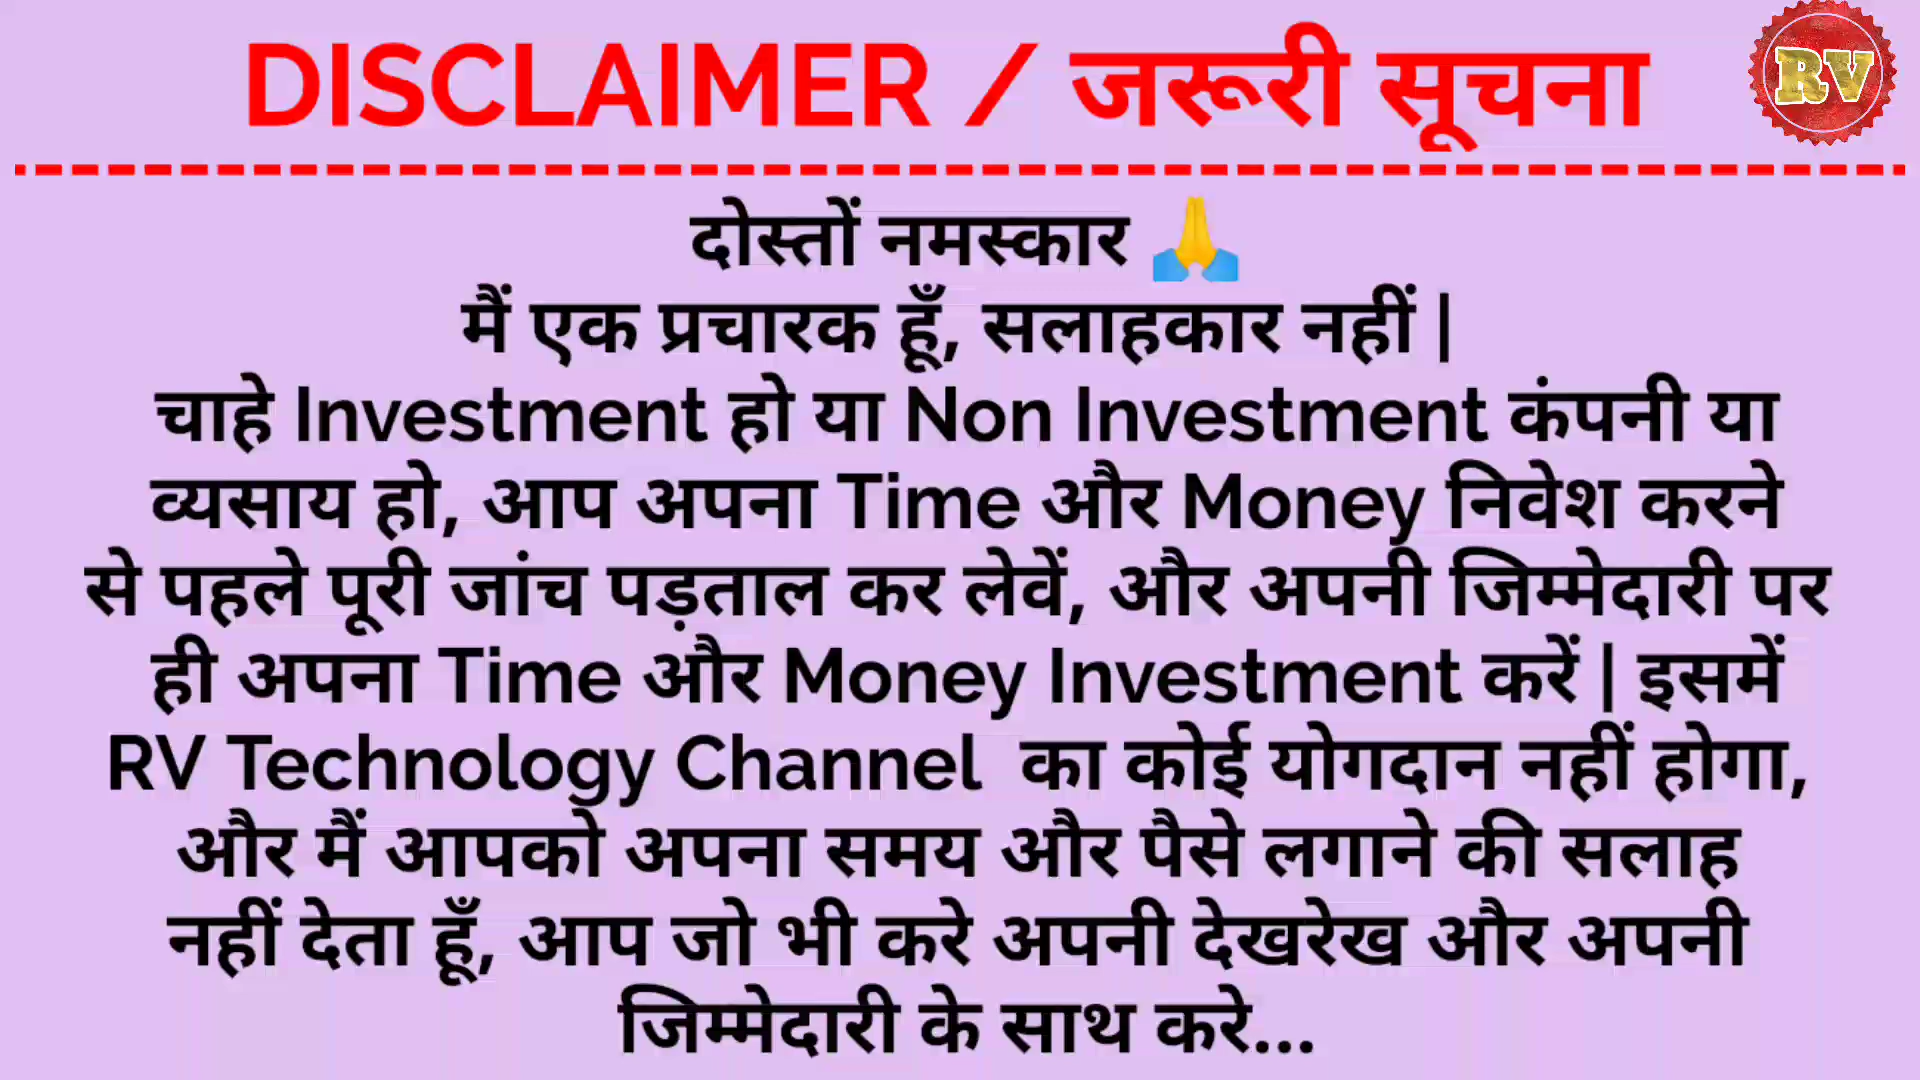 DISCLAIMER / जरूरी सूचना
RV
दोस्तों नमस्कार 🙏
मैं एक प्रचारक हूँ, सलाहकार नहीं |
चाहे Investment हो या Non Investment कंपनी या
व्यसाय हो, आप अपना Time और Money निवेश करने
से पहले पूरी जांच पड़ताल कर लेवें, और अपनी जिम्मेदारी पर
ही अपना Time और Money Investment करें | इसमें
RV Technology Channel का कोई योगदान नहीं होगा,
और मैं आपको अपना समय और पैसे लगाने की सलाह
नहीं देता हूँ, आप जो भी करे अपनी देखरेख और अपनी
जिम्मेदारी के साथ करे...